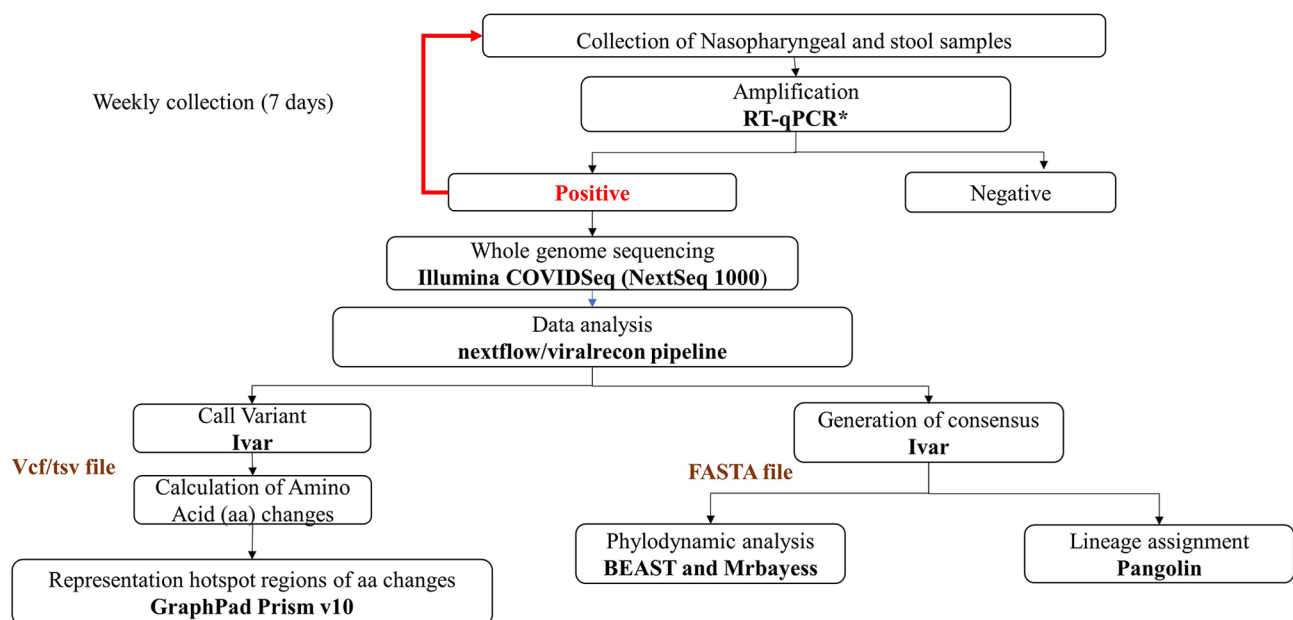 Collection of Nasopharyngeal and stool samples
Weekly collection (7 days)
Amplification
RT-qPCR*
Positive
Negative
Whole genome sequencing
Illumina COVIDSeq (NextSeq 1000)
Data analysis
nextflow/viralrecon pipeline
Call Variant
Ivar
Generation of consensus
Ivar
Vcf/tsv file
FASTA file
Calculation of Amino
Acid (aa) changes
Phylodynamic analysis
BEAST and Mrbayess
Lineage assignment
Pangolin
Representation hotspot regions of aa changes
GraphPad Prism v10